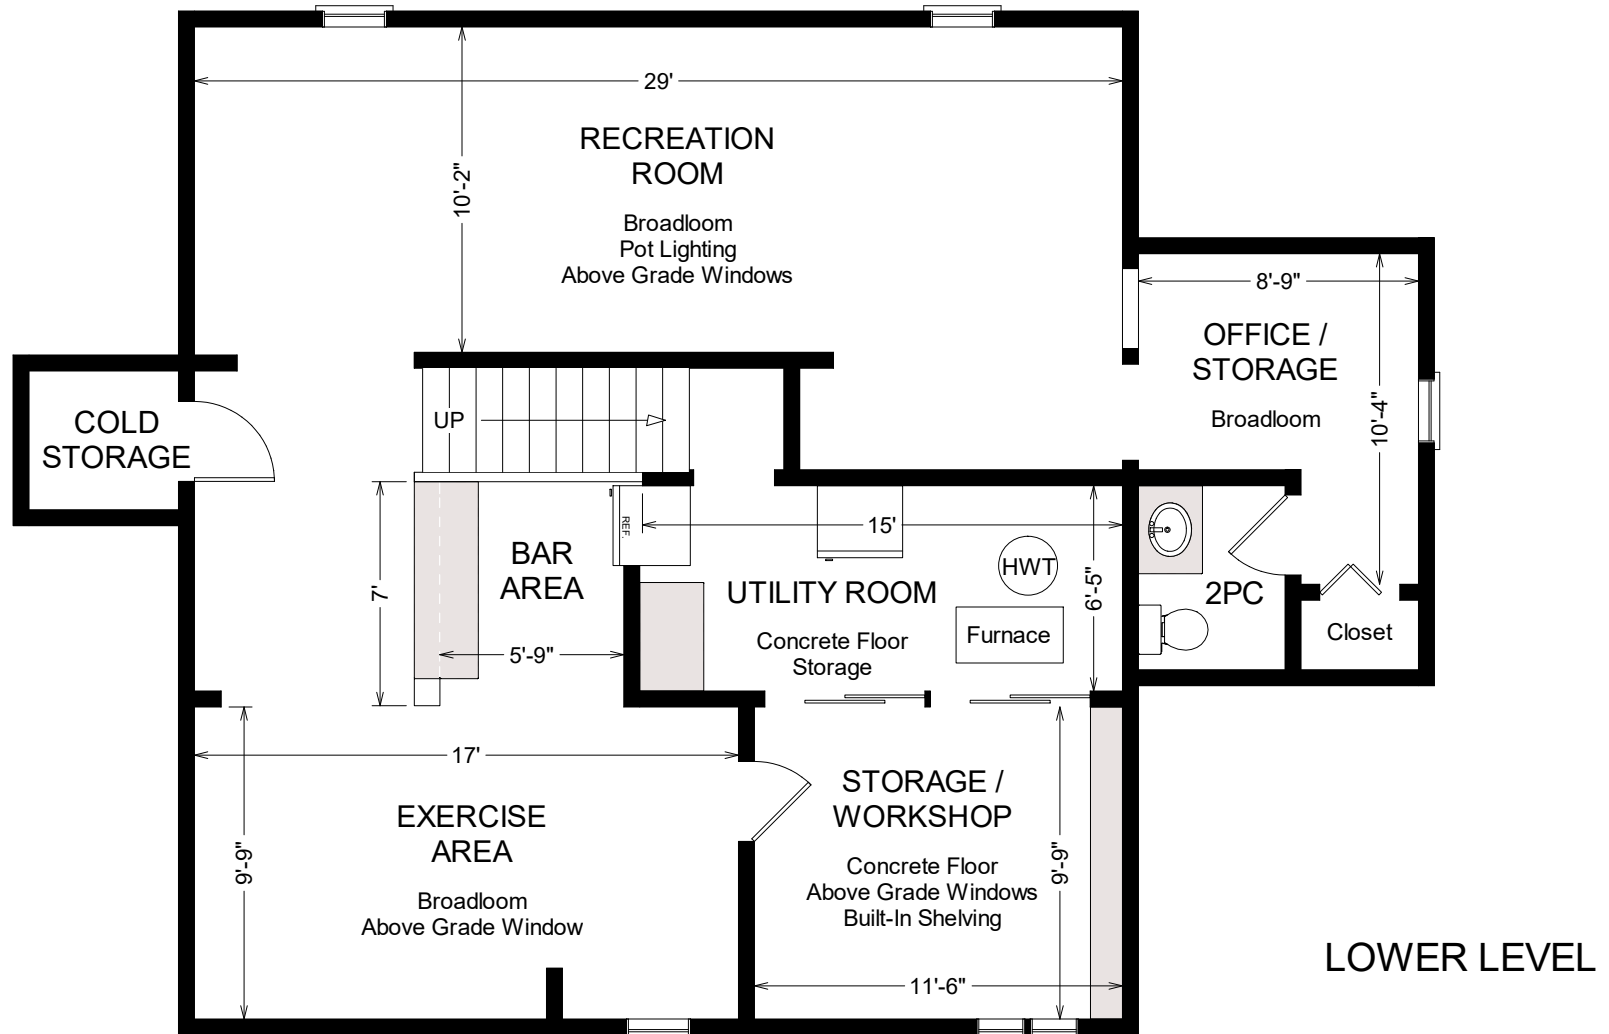 29'
10'-2"
RECREATION
ROOM
Broadloom
Pot Lighting
Above Grade Windows
8'-9"
OFFICE /
STORAGE
Broadloom
10'-4"
COLD
STORAGE
UP
BAR
AREA
7'
5'-9"
REF.
15'
HWT
UTILITY ROOM
6'-5"
Concrete Floor
Storage
Furnace
2PC
Closet
17'
EXERCISE
AREA
9'-9"
Broadloom
Above Grade Window
STORAGE /
WORKSHOP
Concrete Floor
Above Grade Windows
Built-In Shelving
9'-9"
11'-6"
LOWER LEVEL